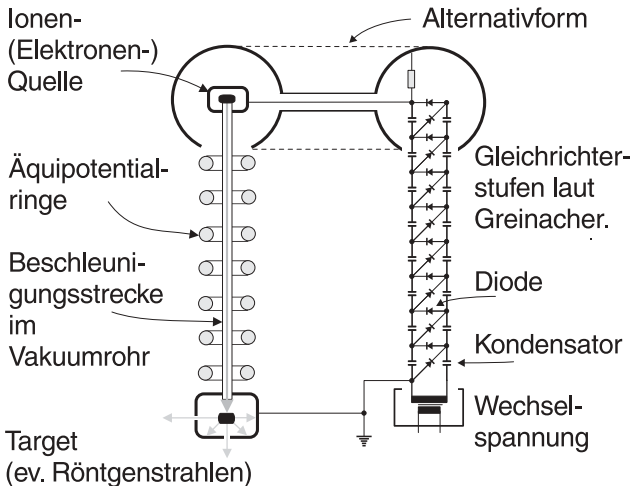 Ionen-
(Elektronen-)
Quelle
Alternativform
Äquipotential-
ringe
Gleichrichter-
stufen laut
Greinacher.
Beschleuni-
gungsstrecke
im
Vakuumrohr
Diode
Kondensator
Wechsel-
spannung
Target
(ev. Röntgenstrahlen)